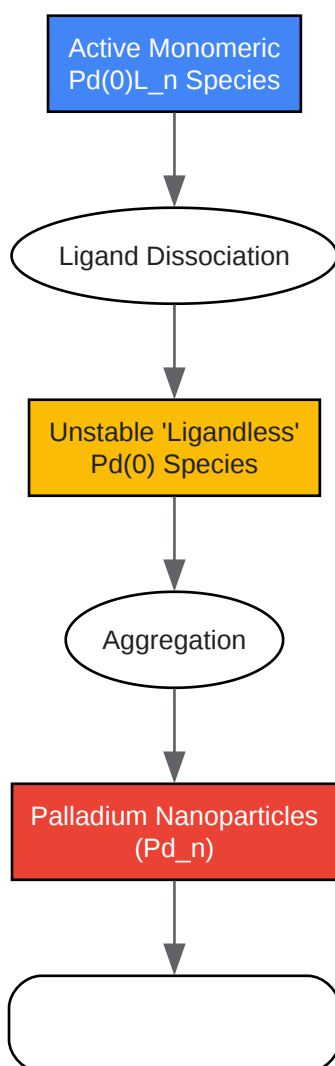 Active Monomeric
Pd(0)L_n Species
Ligand Dissociation
Unstable 'Ligandless'
Pd(0) Species
Aggregation
Palladium Nanoparticles
(Pd_n)